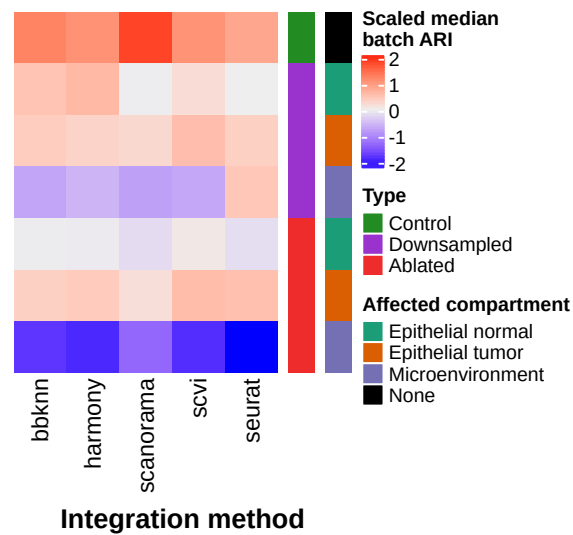 Scaled median
batch ARI
2
1
0
-1
-2
Type
Control
Downsampled
Ablated
Affected compartment
Epithelial normal
Epithelial tumor
Microenvironment
None
bbknn
harmony
scanorama
scvi
seurat
Integration method